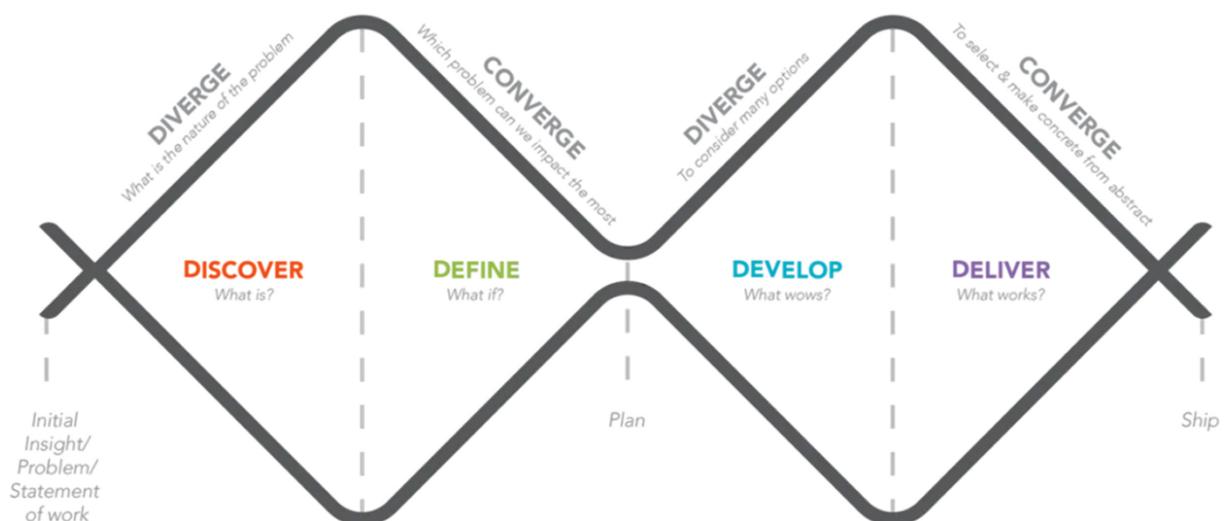 DIVERGE
What is the nature of the problem
CONVERGE
Which problem can we impact the most
DIVERGE
To consider many options
CONVERGE
To select & make concrete from abstract
DISCOVER
What is?
DEFINE
What if?
DEVELOP
What wows?
DELIVER
What works?
Initial
Insight/
Problem/
Statement
of work
Plan
Ship